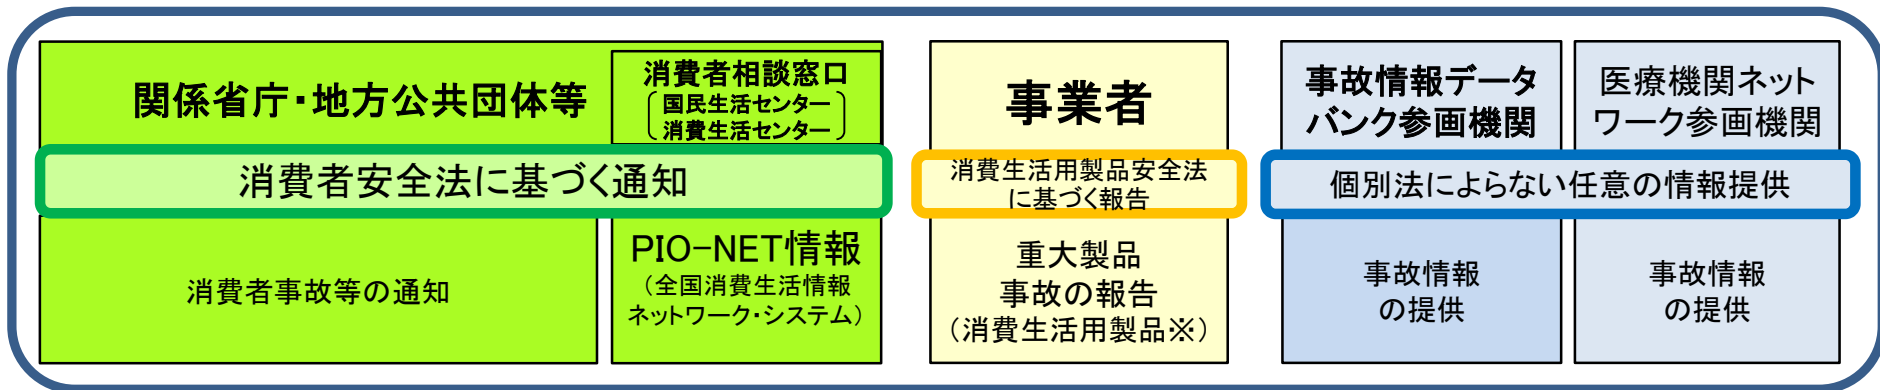 関係省庁・地方公共団体等
消費者相談窓口
国民生活センター
消費生活センター
消費者安全法に基づく通知
消費者事故等の通知
PIO-NET情報
(全国消費生活情報
ネットワーク・システム)
事業者
消費生活用製品安全法
に基づく報告
重大製品
事故の報告
(消費生活用製品※)
事故情報データ
バンク参画機関
医療機関ネット
ワーク参画機関
個別法によらない任意の情報提供
事故情報
の提供
事故情報
の提供